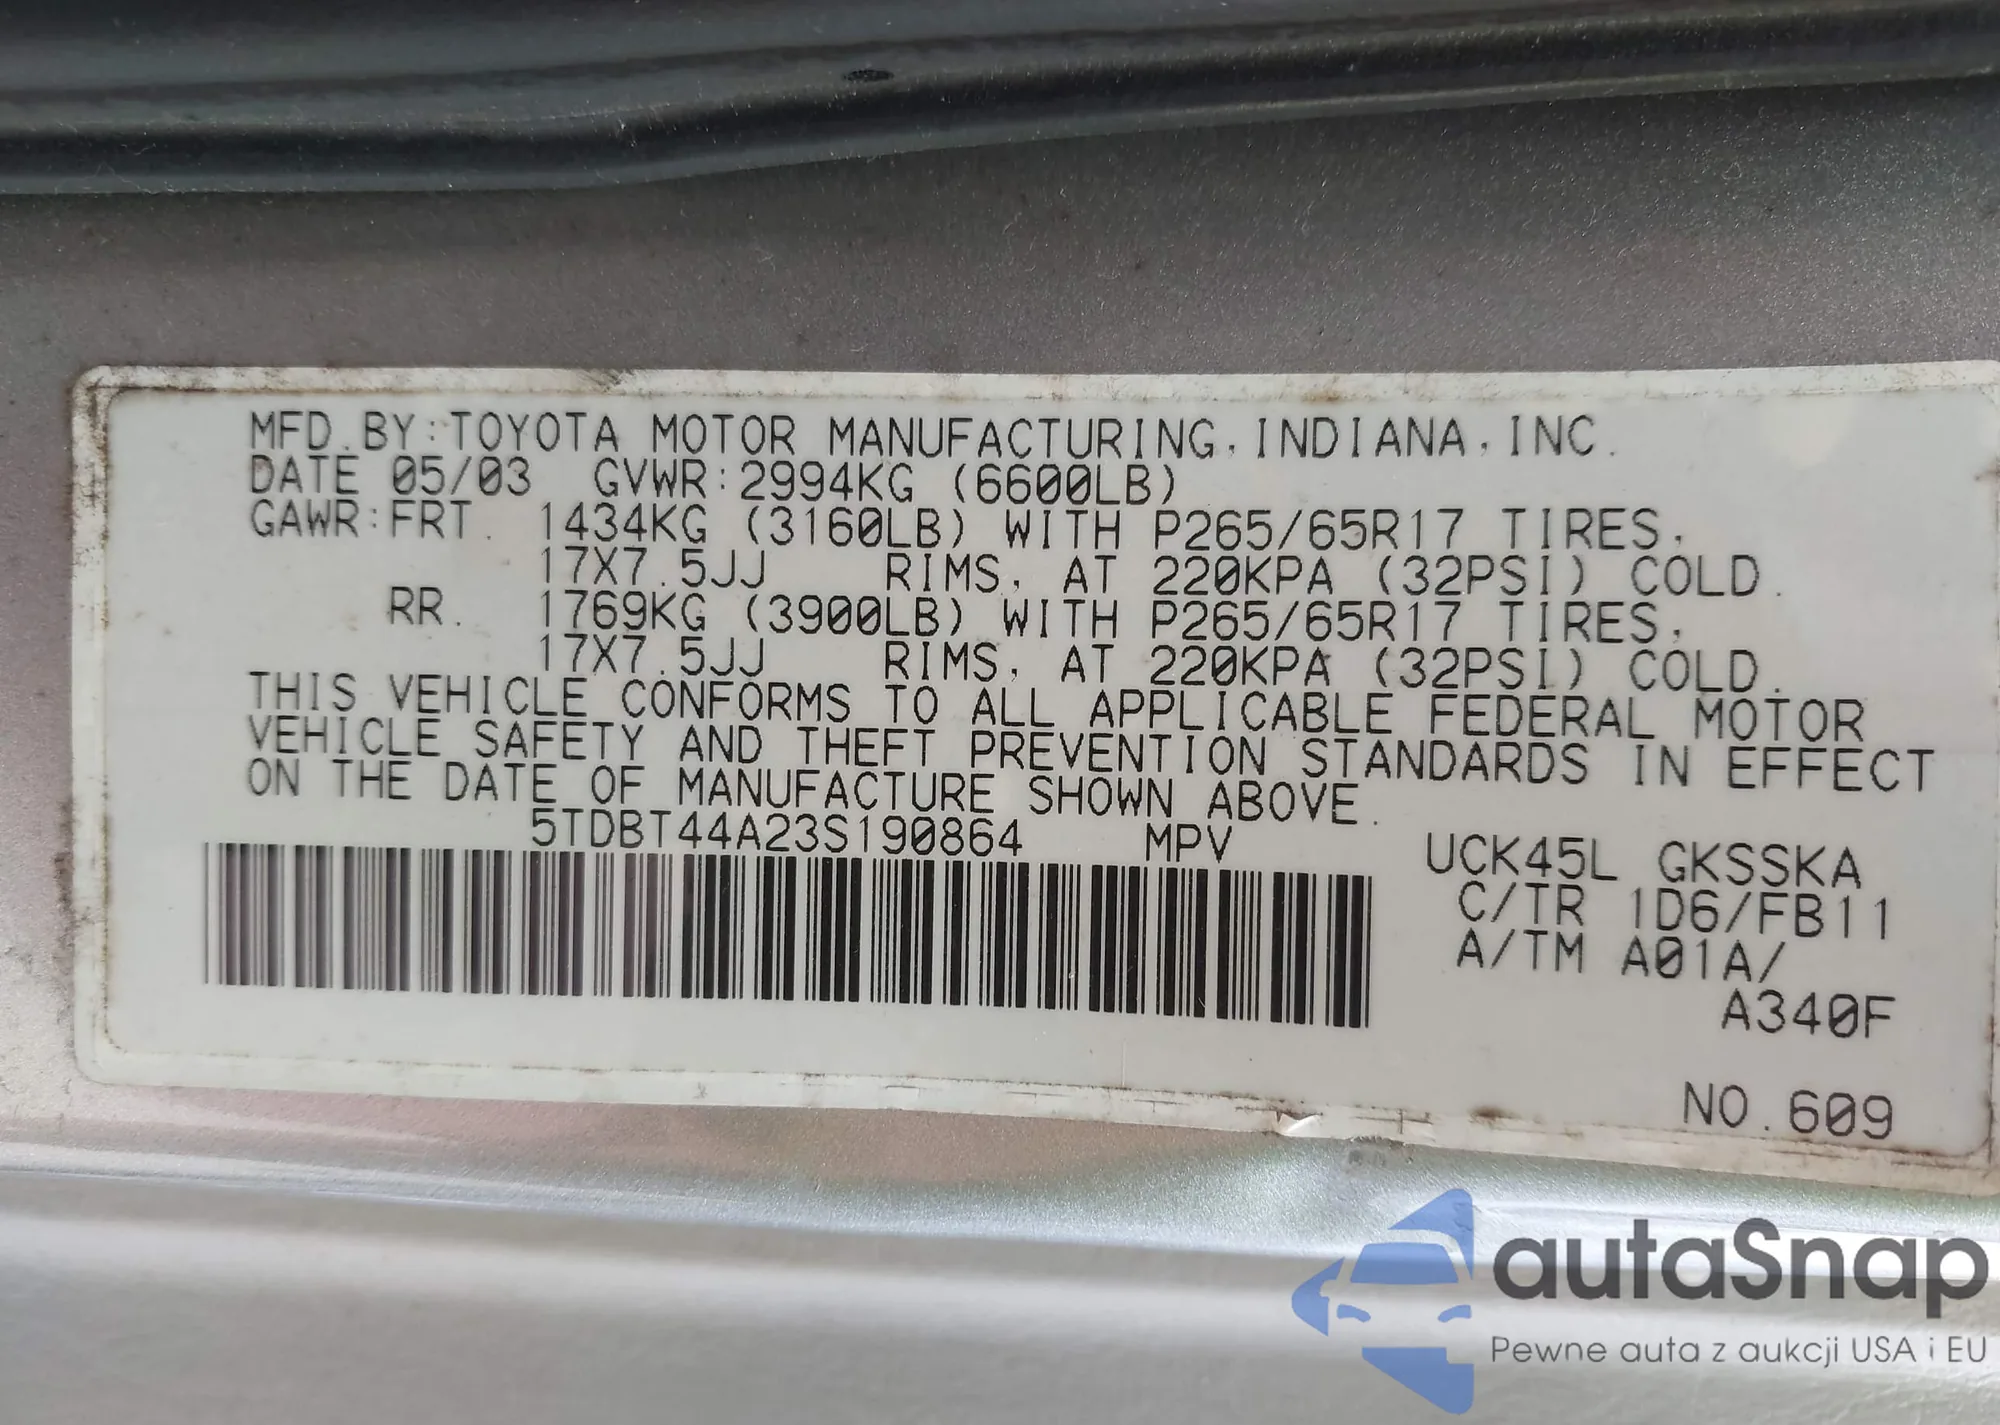 MFD.BY:TOYOTA MOTOR MANUFACTURING,INDIANA,INC.
DATE 05/03 GVWR:2994KG (6600LB)
GAWR:FRT. 1434KG (3160LB) WITH P265/65R17 TIRES,
17X7.5JJ RIMS, AT 220KPA (32PSI) COLD.
RR. 1769KG (3900LB) WITH P265/65R17 TIRES,
17X7.5JJ RIMS, AT 220KPA (32PSI) COLD.
THIS VEHICLE CONFORMS TO ALL APPLICABLE FEDERAL MOTOR
VEHICLE SAFETY AND THEFT PREVENTION STANDARDS IN EFFECT
ON THE DATE OF MANUFACTURE SHOWN ABOVE.
5TDBT44A23S190864 MPV
UCK45L GKSSKA
C/TR 1D6/FB11
A/TM A01A/
A340F
NO.609
autaSnap
Pewne auta z aukcji USA i EU